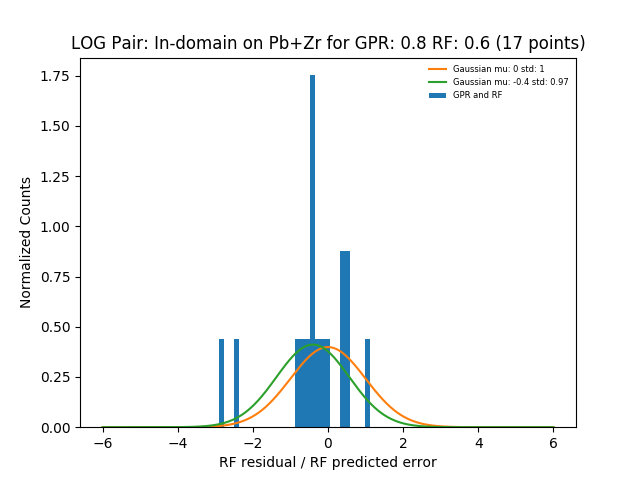 LOG Pair: In-domain on Pb+Zr for GPR: 0.8 RF: 0.6 (17 points)
Gaussian mu: 0 std: 1
Gaussian mu: -0.4 std: 0.97
GPR and RF
Normalized Counts
1.75
1.50
1.25
1.00
0.75
0.50
0.25
0.00
−6 −4 −2 0 2 4 6
RF residual / RF predicted error